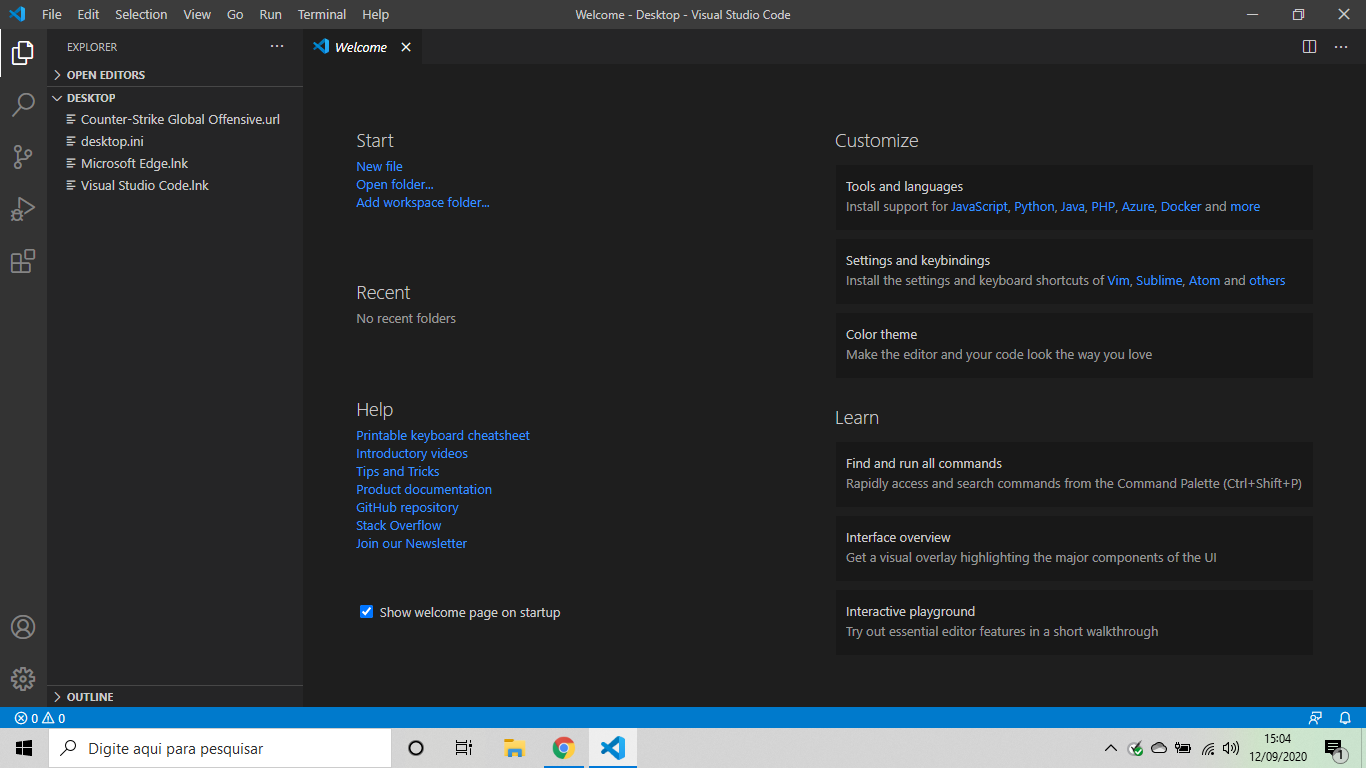 File Edit Selection View Go Run Terminal Help
Welcome - Desktop - Visual Studio Code
EXPLORER
OPEN EDITORS
DESKTOP
Counter-Strike Global Offensive.url
desktop.ini
Microsoft Edge.lnk
Visual Studio Code.lnk
OUTLINE
Welcome
Start
New file
Open folder...
Add workspace folder...
Recent
No recent folders
Help
Printable keyboard cheatsheet
Introductory videos
Tips and Tricks
Product documentation
GitHub repository
Stack Overflow
Join our Newsletter
Show welcome page on startup
Customize
Tools and languages
Install support for JavaScript, Python, Java, PHP, Azure, Docker and more
Settings and keybindings
Install the settings and keyboard shortcuts of Vim, Sublime, Atom and others
Color theme
Make the editor and your code look the way you love
Learn
Find and run all commands
Rapidly access and search commands from the Command Palette (Ctrl+Shift+P)
Interface overview
Get a visual overlay highlighting the major components of the UI
Interactive playground
Try out essential editor features in a short walkthrough
0 0
Digite aqui para pesquisar
15:04
12/09/2020
1